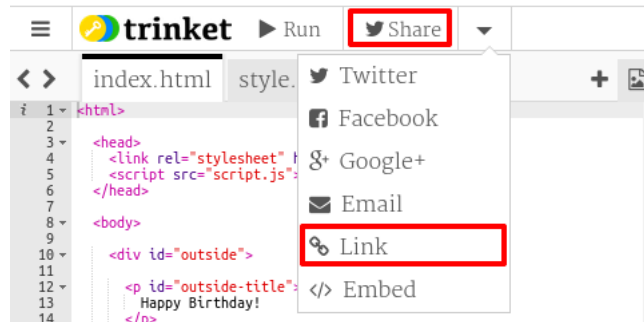 trinket Run Share
index.html style.
Twitter
Facebook
Google+
Email
Link
Embed
i 1 <html>
2
3 <head>
4 <link rel="stylesheet"
5 <script src="script.js">
6 </head>
7
8 <body>
9
10 <div id="outside">
11
12 <p id="outside-title">
13 Happy Birthday!
14 </p>